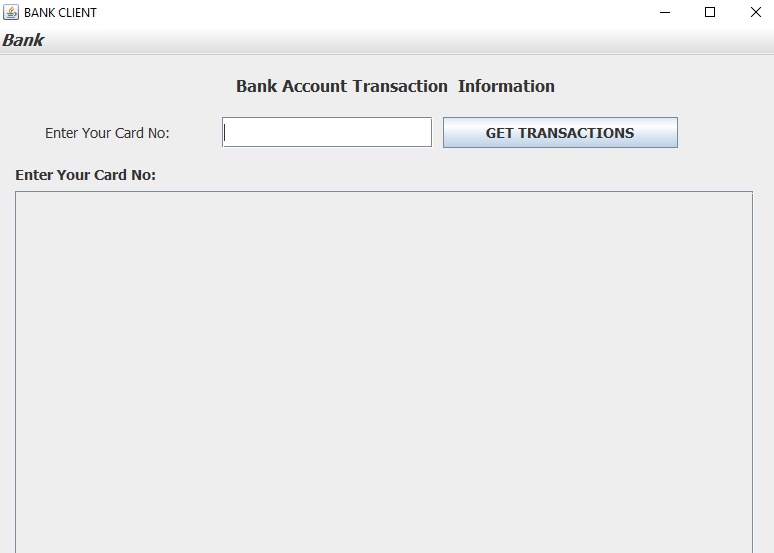 BANK CLIENT
Bank
Bank Account Transaction  Information
Enter Your Card No: GET TRANSACTIONS
Enter Your Card No: